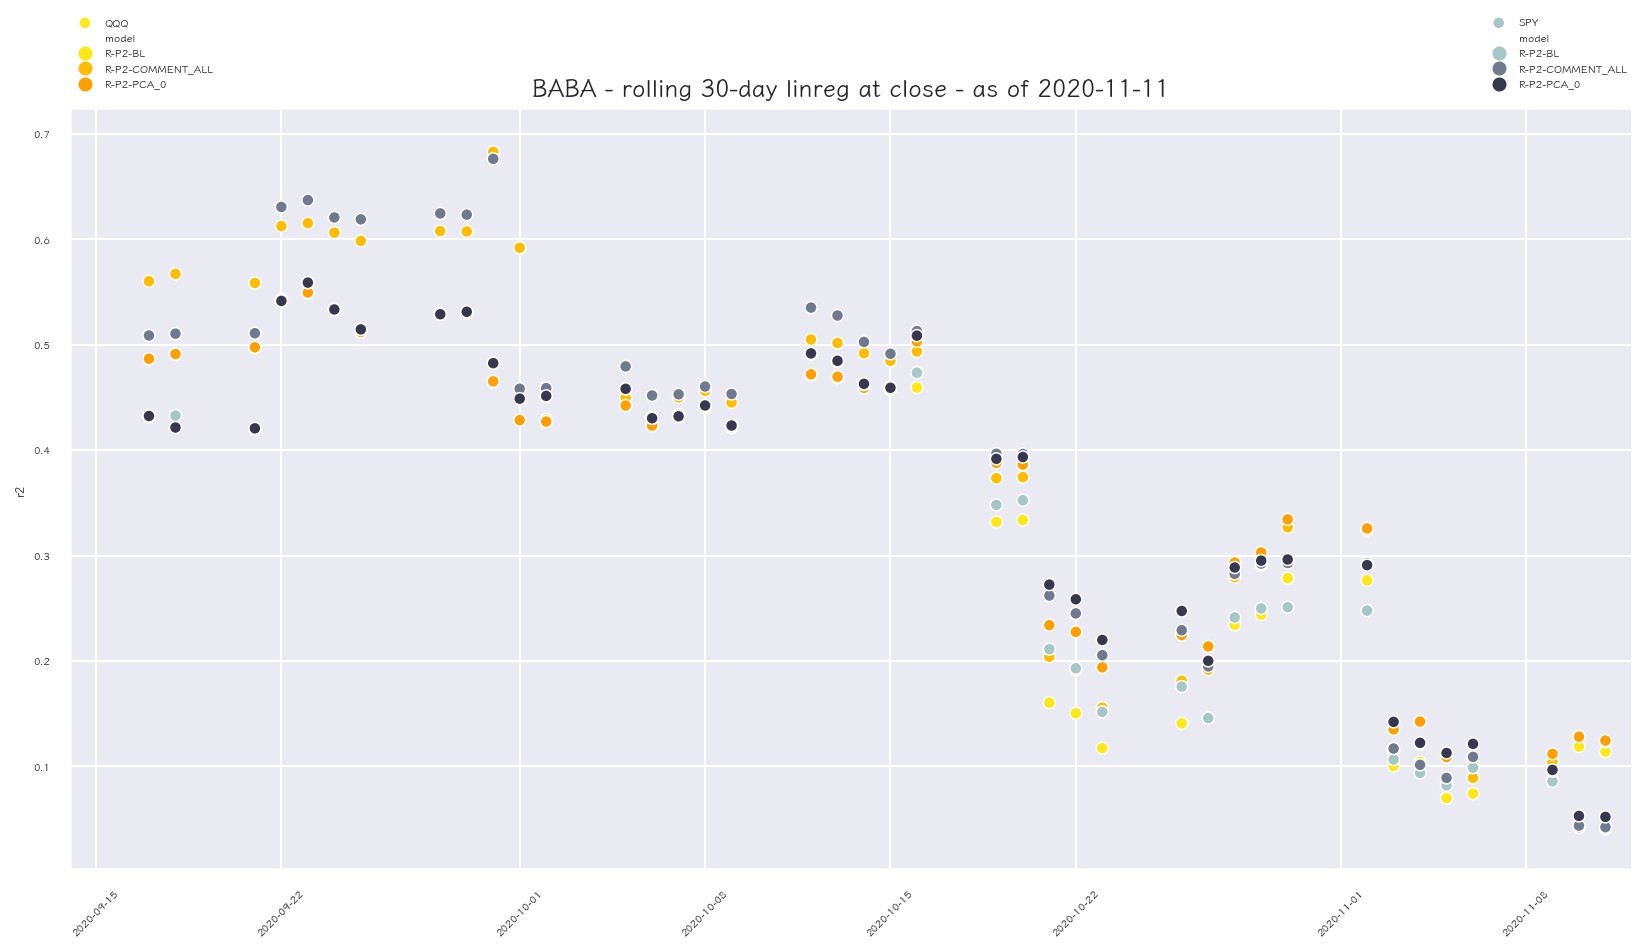 QQQ
model
R-P2-BL
R-P2-COMMENT_ALL
R-P2-PCA_0
SPY
model
R-P2-BL
R-P2-COMMENT_ALL
R-P2-PCA_0
BABA - rolling 30-day linreg at close - as of 2020-11-11
0.7
0.6
0.5
0.4
0.3
0.2
0.1
r2
2020-09-15
2020-09-22
2020-10-01
2020-10-08
2020-10-15
2020-10-22
2020-11-01
2020-11-08